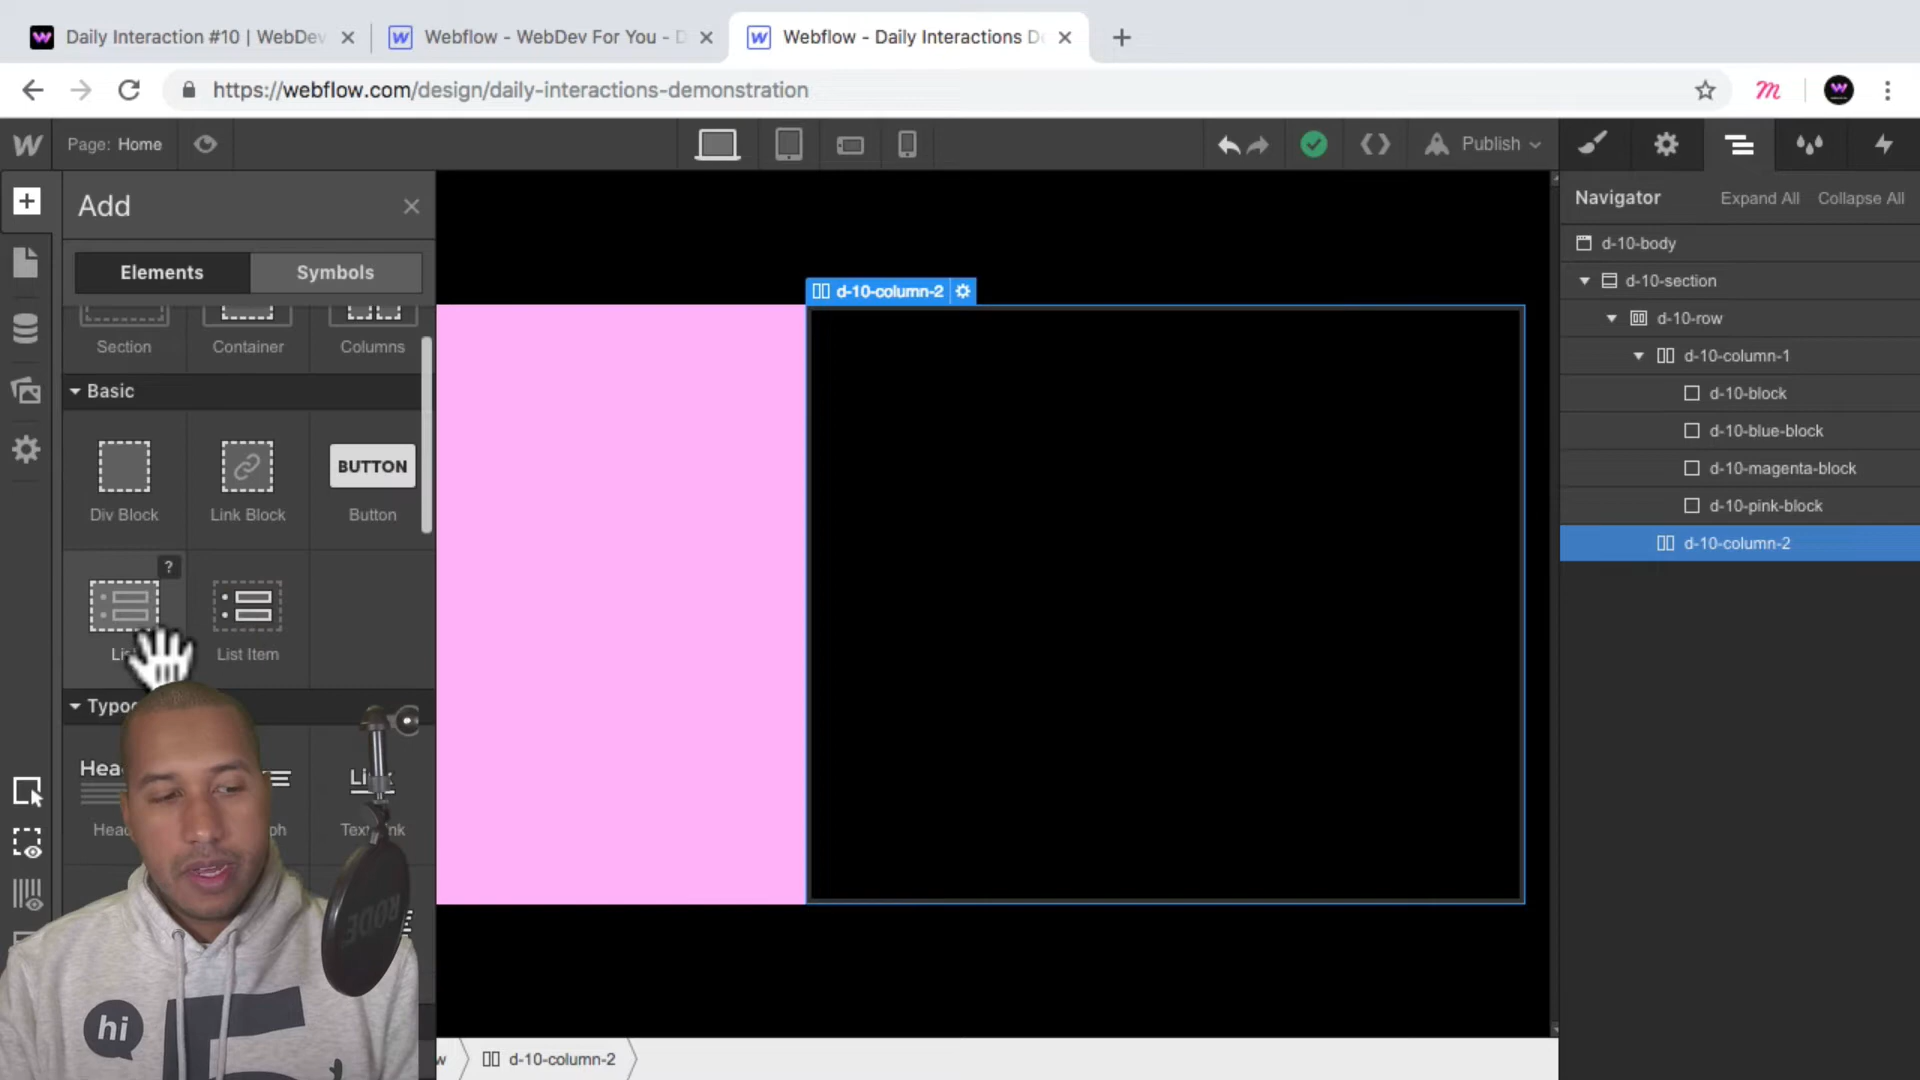 Daily Interaction #10 | WebDev
Webflow - WebDev For You - D
Webflow - Daily Interactions De
https://webflow.com/design/daily-interactions-demonstration
Page: Home
Publish
Add
Elements
Symbols
Section
Container
Columns
Basic
Div Block
Link Block
BUTTON
Button
?
List Item
d-10-column-2
Navigator
Expand All
Collapse All
d-10-body
d-10-section
d-10-row
d-10-column-1
d-10-block
d-10-blue-block
d-10-magenta-block
d-10-pink-block
d-10-column-2
d-10-column-2
RODE
hi